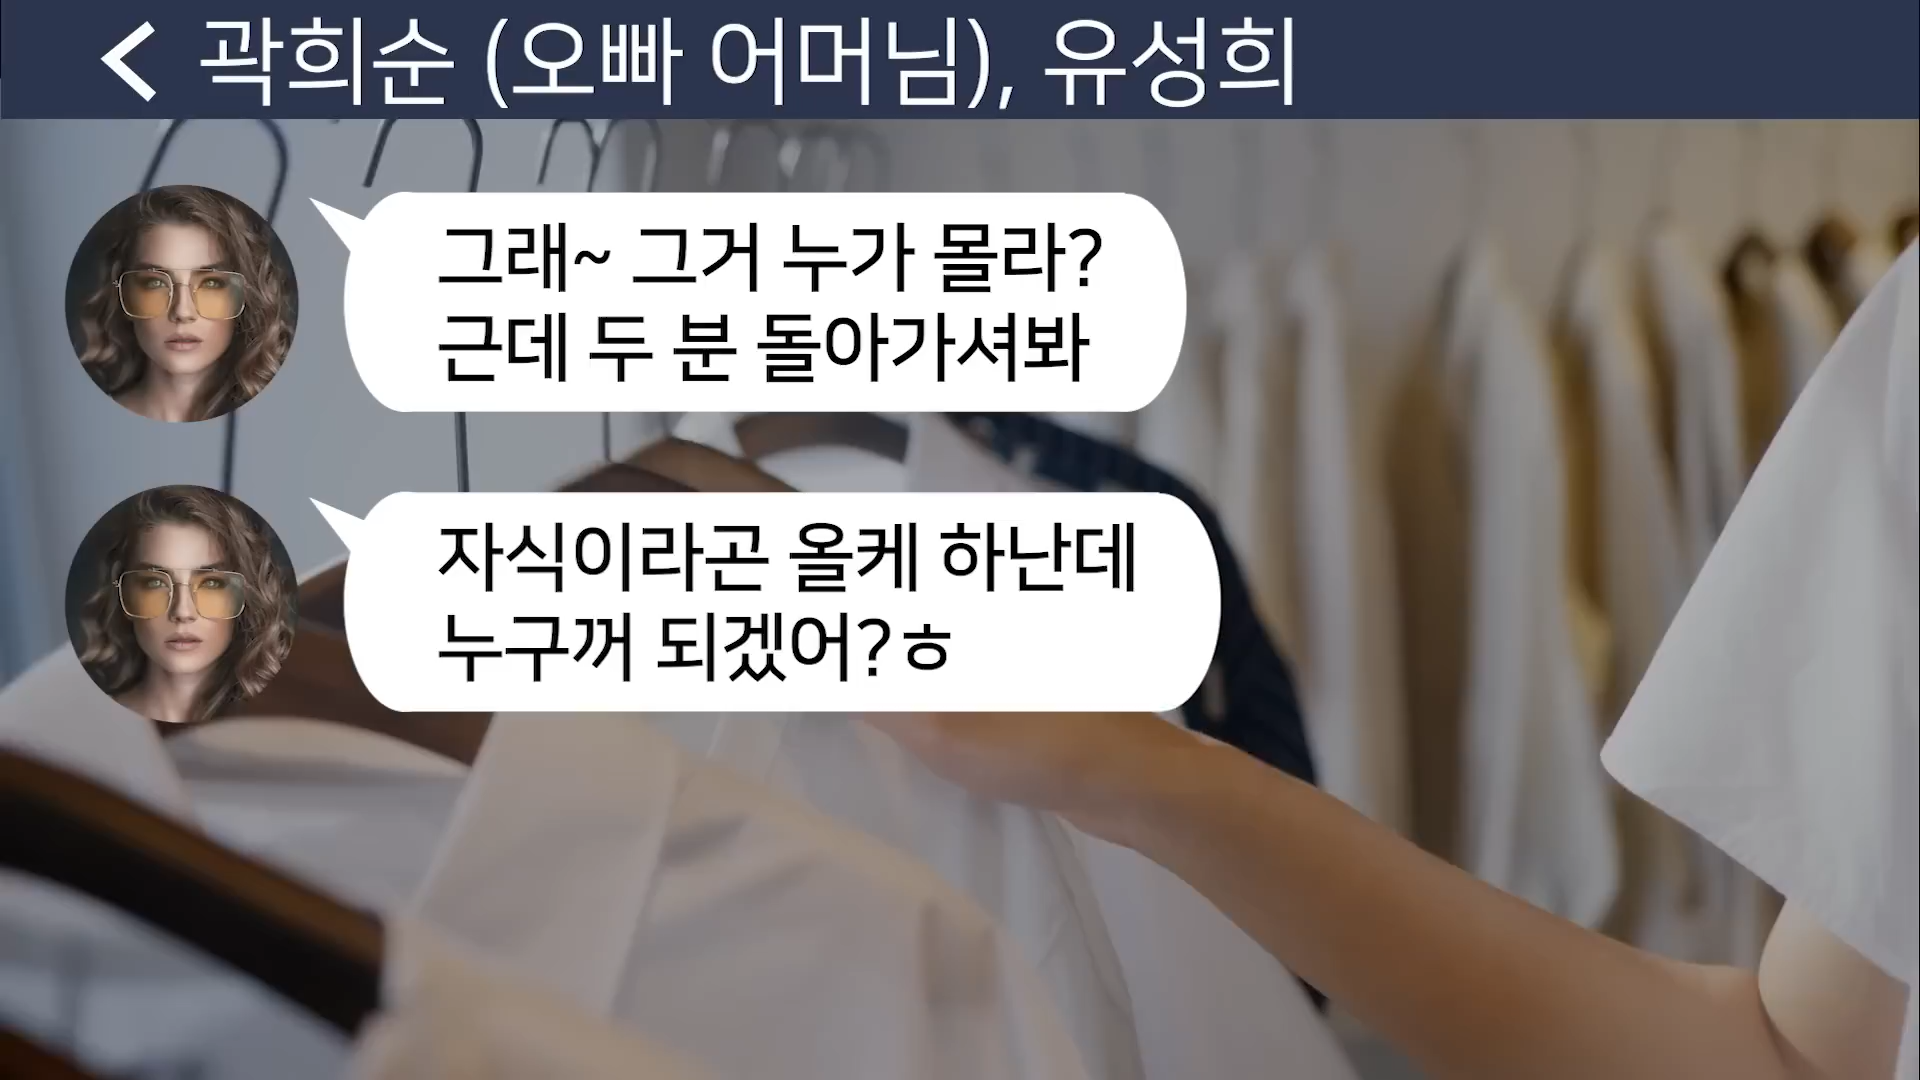 곽희순 (오빠 어머님), 유성희
그래~ 그거 누가 몰라?
근데 두 분 돌아가셔봐
자식이라곤 올케 하난데
누구꺼 되겠어?ㅎ